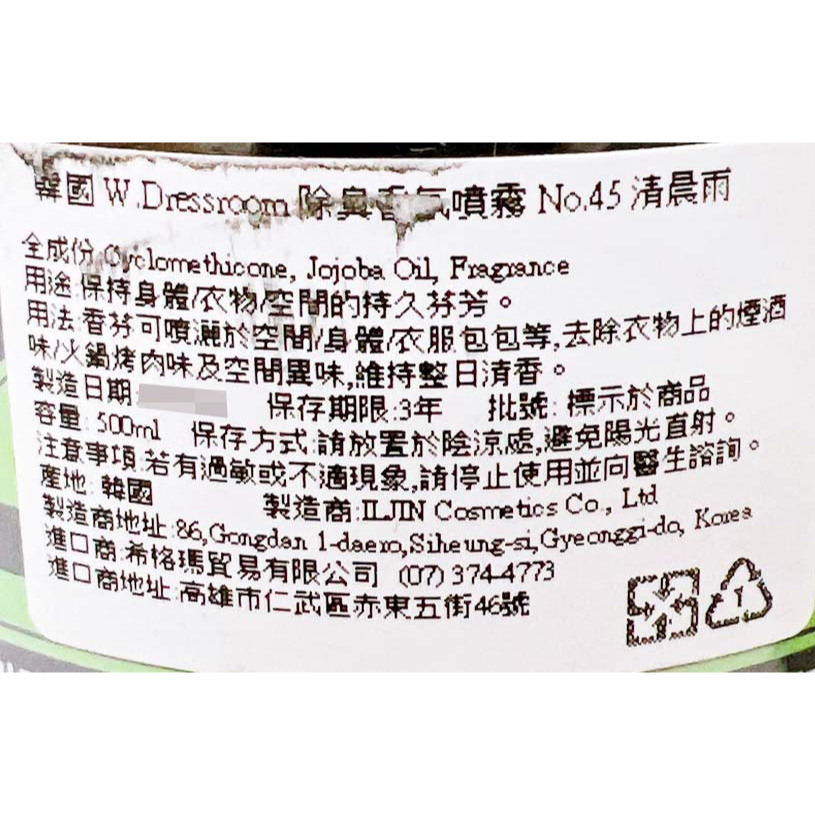 韓國 W.Dressroom 除臭香氛噴霧 No.45 清晨雨
全成份:Cyclomethicone, Jojoba Oil, Fragrance
用途:保持身體/衣物/空間的持久芬芳。
用法:香芬可噴灑於空間/身體/衣服包包等,去除衣物上的煙酒
味/火鍋烤肉味及空間異味,維持整日清香。
製造日期: 保存期限:3年 批號: 標示於商品
容量: 500ml 保存方式:請放置於陰涼處,避免陽光直射。
注意事項:若有過敏或不適現象,請停止使用並向醫生諮詢。
產地: 韓國 製造商:ILJIN Cosmetics Co., Ltd
製造商地址:86,Gongdan 1-daero,Siheung-si,Gyeonggi-do, Korea
進口商:希格瑪貿易有限公司 (07) 374-4773
進口商地址:高雄市仁武區赤東五街46號
1